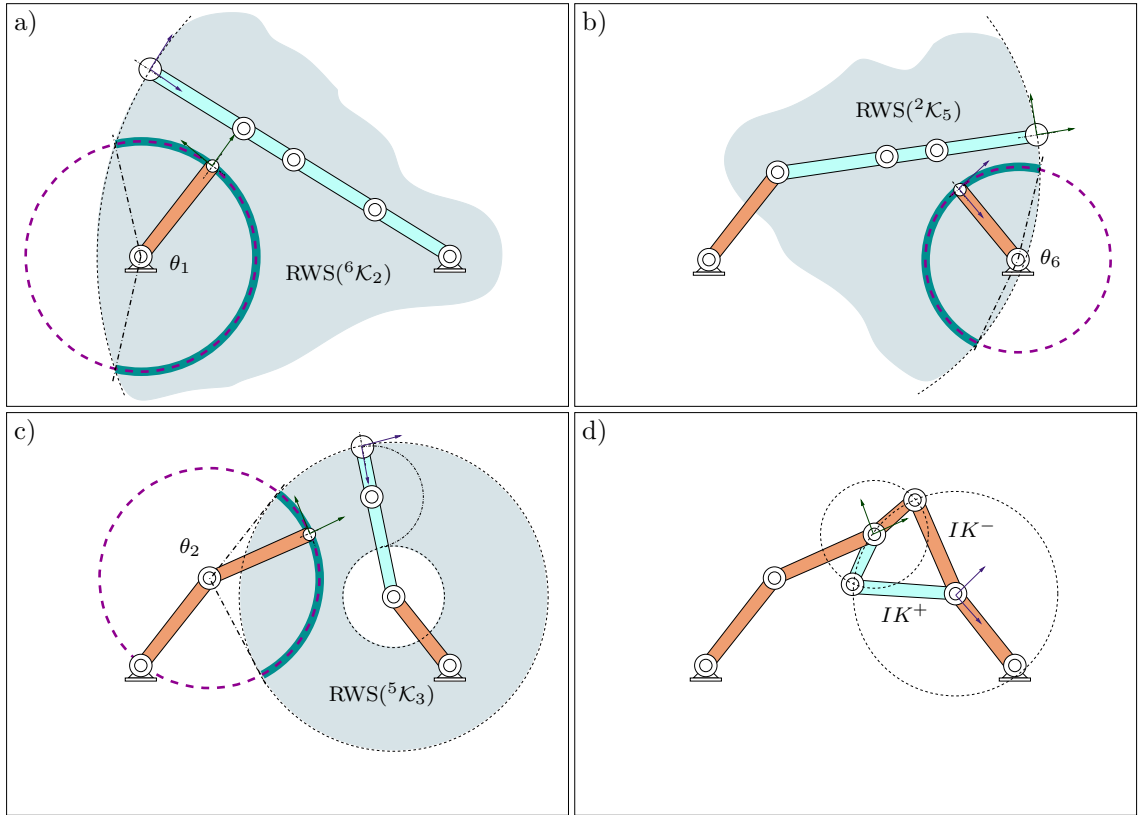 a)
θ₁
RWS(⁶𝒦₂)
b)
RWS(²𝒦₅)
θ₆
c)
θ₂
RWS(⁵𝒦₃)
d)
IK⁻
IK⁺